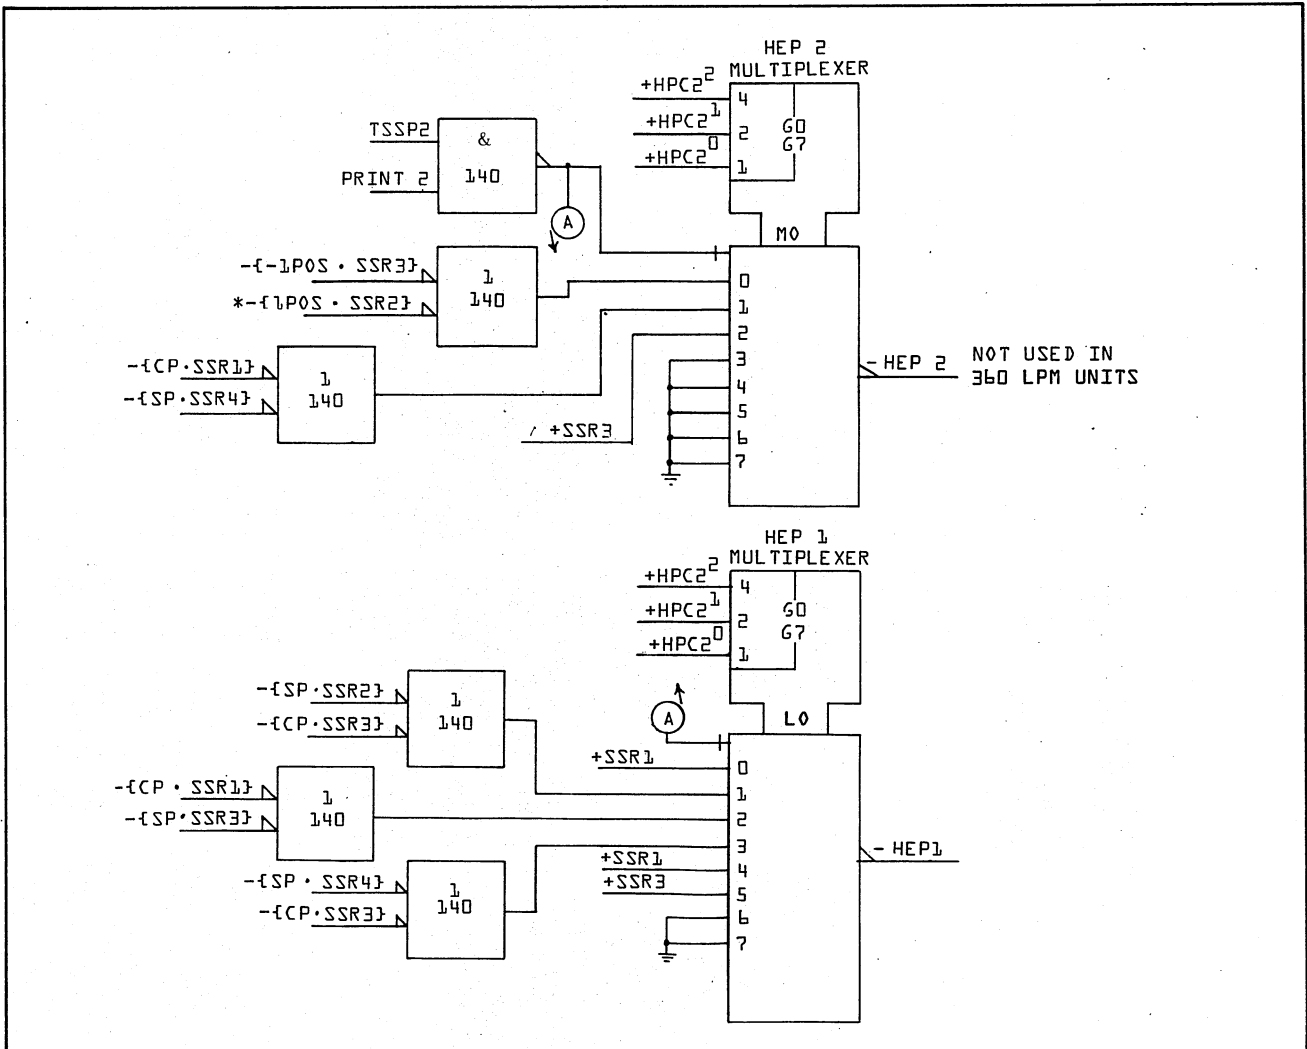 HEP 2
MULTIPLEXER
+HPC2²
4
+HPC2¹
2
+HPC2⁰
1
G0
G7
TSSP2
PRINT 2
&
140
A
M0
-{-1POS · SSR3}
*-{1POS · SSR2}
1
140
-{CP·SSR1}
-{SP·SSR4}
1
140
+SSR3
0
1
2
3
4
5
6
7
- HEP 2
NOT USED IN
360 LPM UNITS
HEP 1
MULTIPLEXER
+HPC2²
4
+HPC2¹
2
+HPC2⁰
1
G0
G7
A
L0
-{SP·SSR2}
-{CP·SSR3}
1
140
+SSR1
-{CP · SSR1}
-{SP·SSR3}
1
140
+SSR1
+SSR3
-{SP · SSR4}
-{CP·SSR3}
1
140
0
1
2
3
4
5
6
7
- HEP1